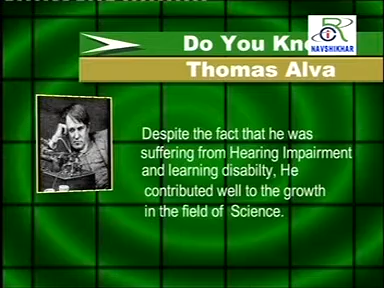 Do You Kno
NAVSHIKHAR
Thomas Alva
Despite the fact that he was
suffering from Hearing Impairment
and learning disabilty, He
contributed well to the growth
in the field of Science.